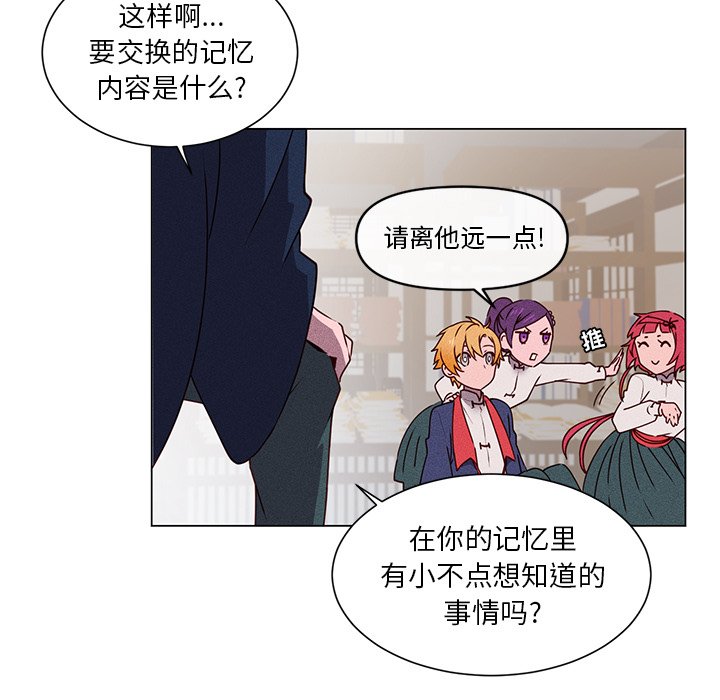 这样啊...
要交换的记忆
内容是什么?
请离他远一点!
推
在你的记忆里
有小不点想知道的
事情吗?